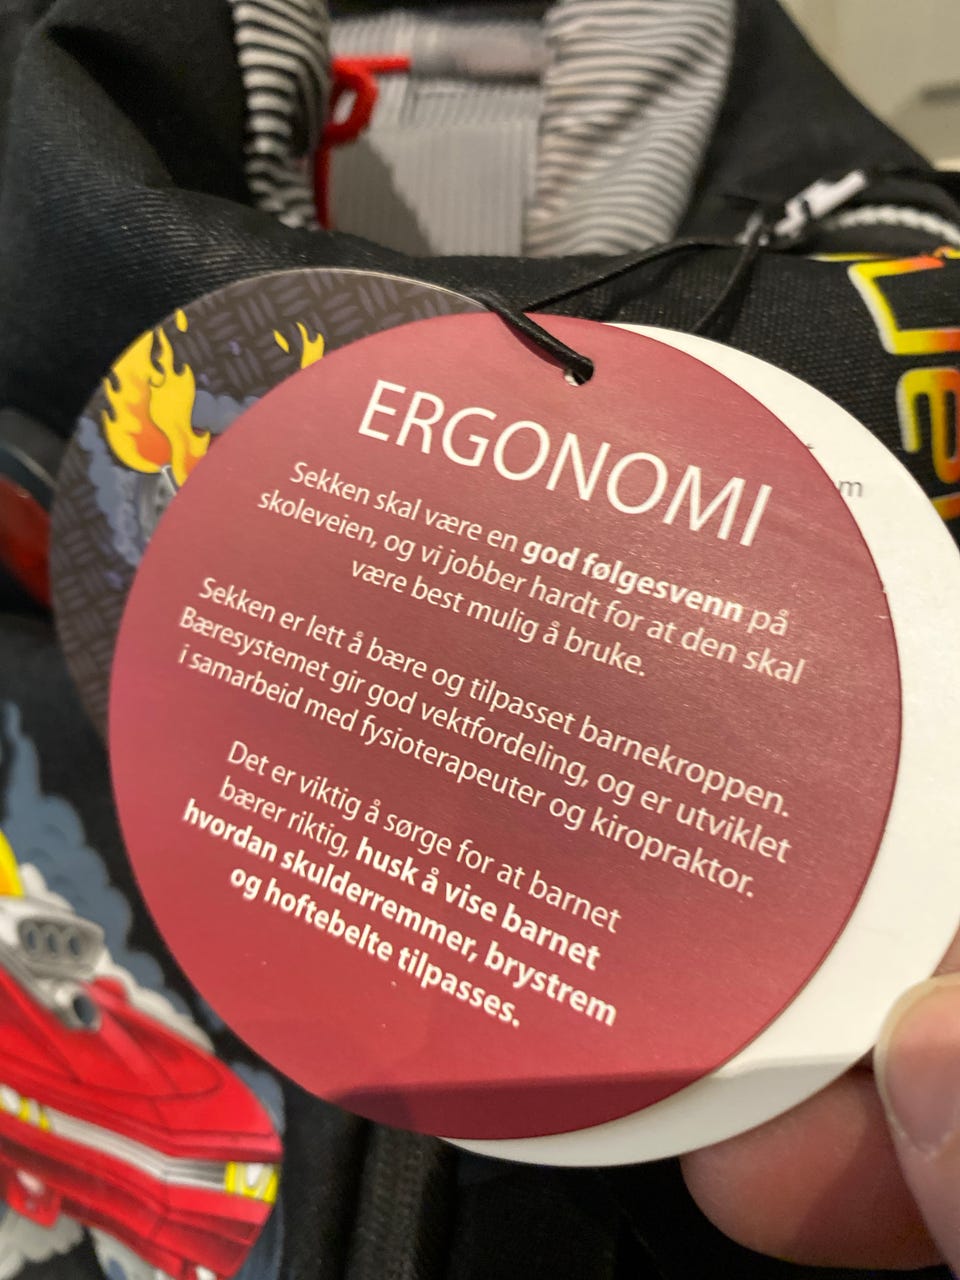 ERGONOMI
Sekken skal være en god følgesvenn på
skoleveien, og vi jobber hardt for at den skal
være best mulig å bruke.
Sekken er lett å bære og tilpasset barnekroppen.
Bæresystemet gir god vektfordeling, og er utviklet
i samarbeid med fysioterapeuter og kiropraktor.
Det er viktig å sørge for at barnet
bærer riktig, husk å vise barnet
hvordan skulderremmer, brystrem
og hoftebelte tilpasses.